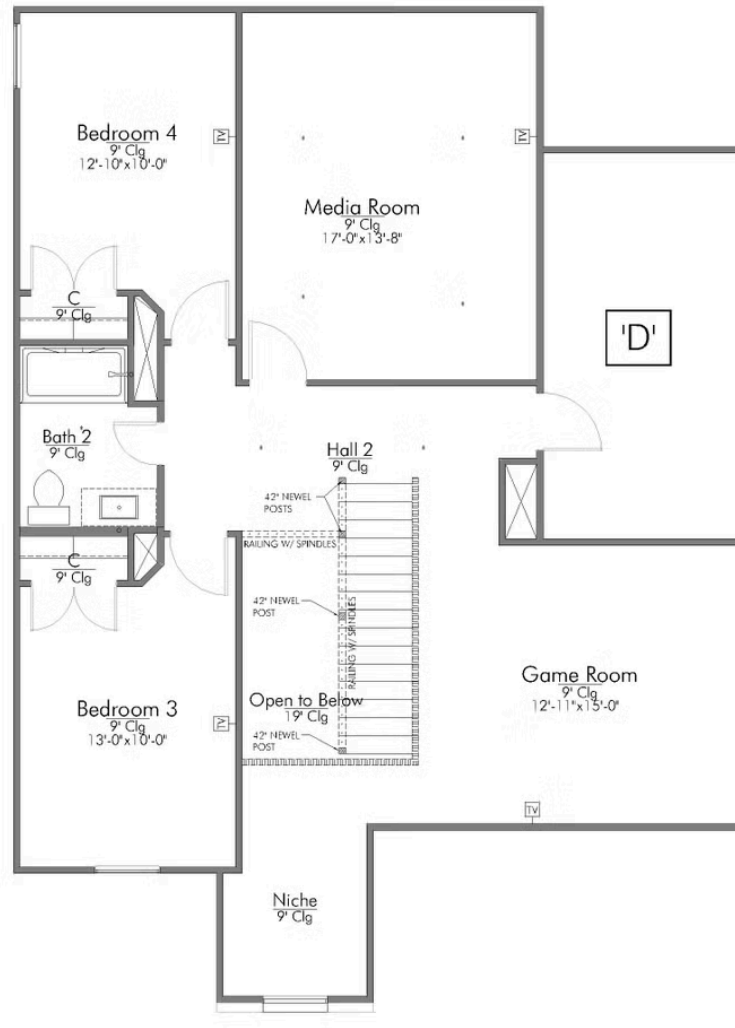 Bedroom 4
9' Clg
12'-10"x10'-0"
TV
TV
Media Room
9' Clg
17'-0"x13'-8"
C
9' Clg
'D'
Bath '2
9' Clg
Hall 2
9' Clg
42" NEWEL
POSTS
RAILING W/ SPINDLES
C
9' Clg
42" NEWEL
POST
RAILING W/ SPINDLES
Game Room
9' Clg
12'-11"x15'-0"
Open to Below
19' Clg
Bedroom 3
9' Clg
13'-0"x10'-0"
TV
42" NEWEL
POST
TV
Niche
9' Clg